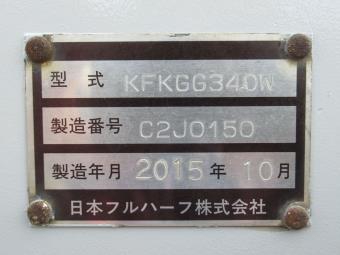 型式 KFKGG340W
製造番号 C2J0150
製造年月 2015年 10月
日本フルハーフ株式会社